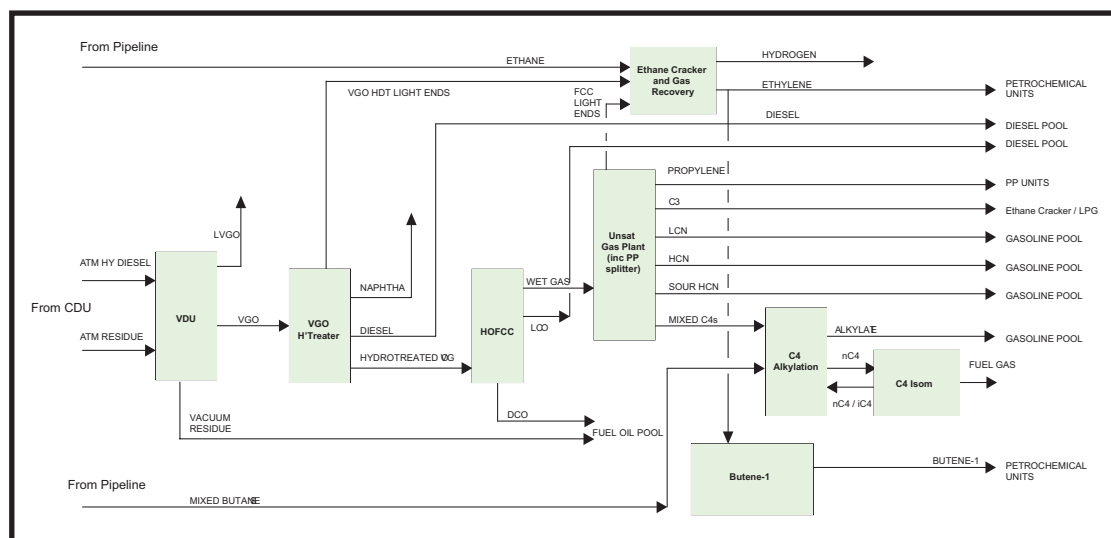 From Pipeline
ETHANE
VGO HDT LIGHT ENDS
FCC
LIGHT
ENDS
Ethane Cracker
and Gas
Recovery
HYDROGEN
ETHYLENE
PETROCHEMICAL
UNITS
DIESEL
DIESEL POOL
DIESEL POOL
PROPYLENE
PP UNITS
C3
Ethane Cracker / LPG
LCN
GASOLINE POOL
HCN
GASOLINE POOL
SOUR HCN
GASOLINE POOL
MIXED C4s
Unsat
Gas Plant
(inc PP
splitter)
LVGO
ATM HY DIESEL
From CDU
ATM RESIDUE
VDU
VGO
VGO
H'Treater
NAPHTHA
DIESEL
HYDROTREATED VG
HOFCC
WET GAS
LCO
DCO
VACUUM
RESIDUE
FUEL OIL POOL
C4
Alkylation
ALKYLATE
GASOLINE POOL
nC4
nC4 / iC4
C4 Isom
FUEL GAS
Butene-1
BUTENE-1
PETROCHEMICAL
UNITS
From Pipeline
MIXED BUTANE